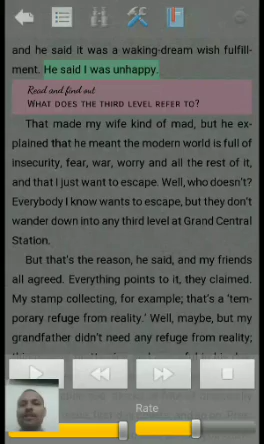 and he said it was a waking-dream wish fulfill-
ment. He said I was unhappy.
Read and find out
WHAT DOES THE THIRD LEVEL REFER TO?
That made my wife kind of mad, but he ex-
plained that he meant the modern world is full of
insecurity, fear, war, worry and all the rest of it,
and that I just want to escape. Well, who doesn't?
Everybody I know wants to escape, but they don't
wander down into any third level at Grand Central
Station.
But that's the reason, he said, and my friends
all agreed. Everything points to it, they claimed.
My stamp collecting, for example; that's a 'tem-
porary refuge from reality.' Well, maybe, but my
grandfather didn't need any refuge from reality;
Rate